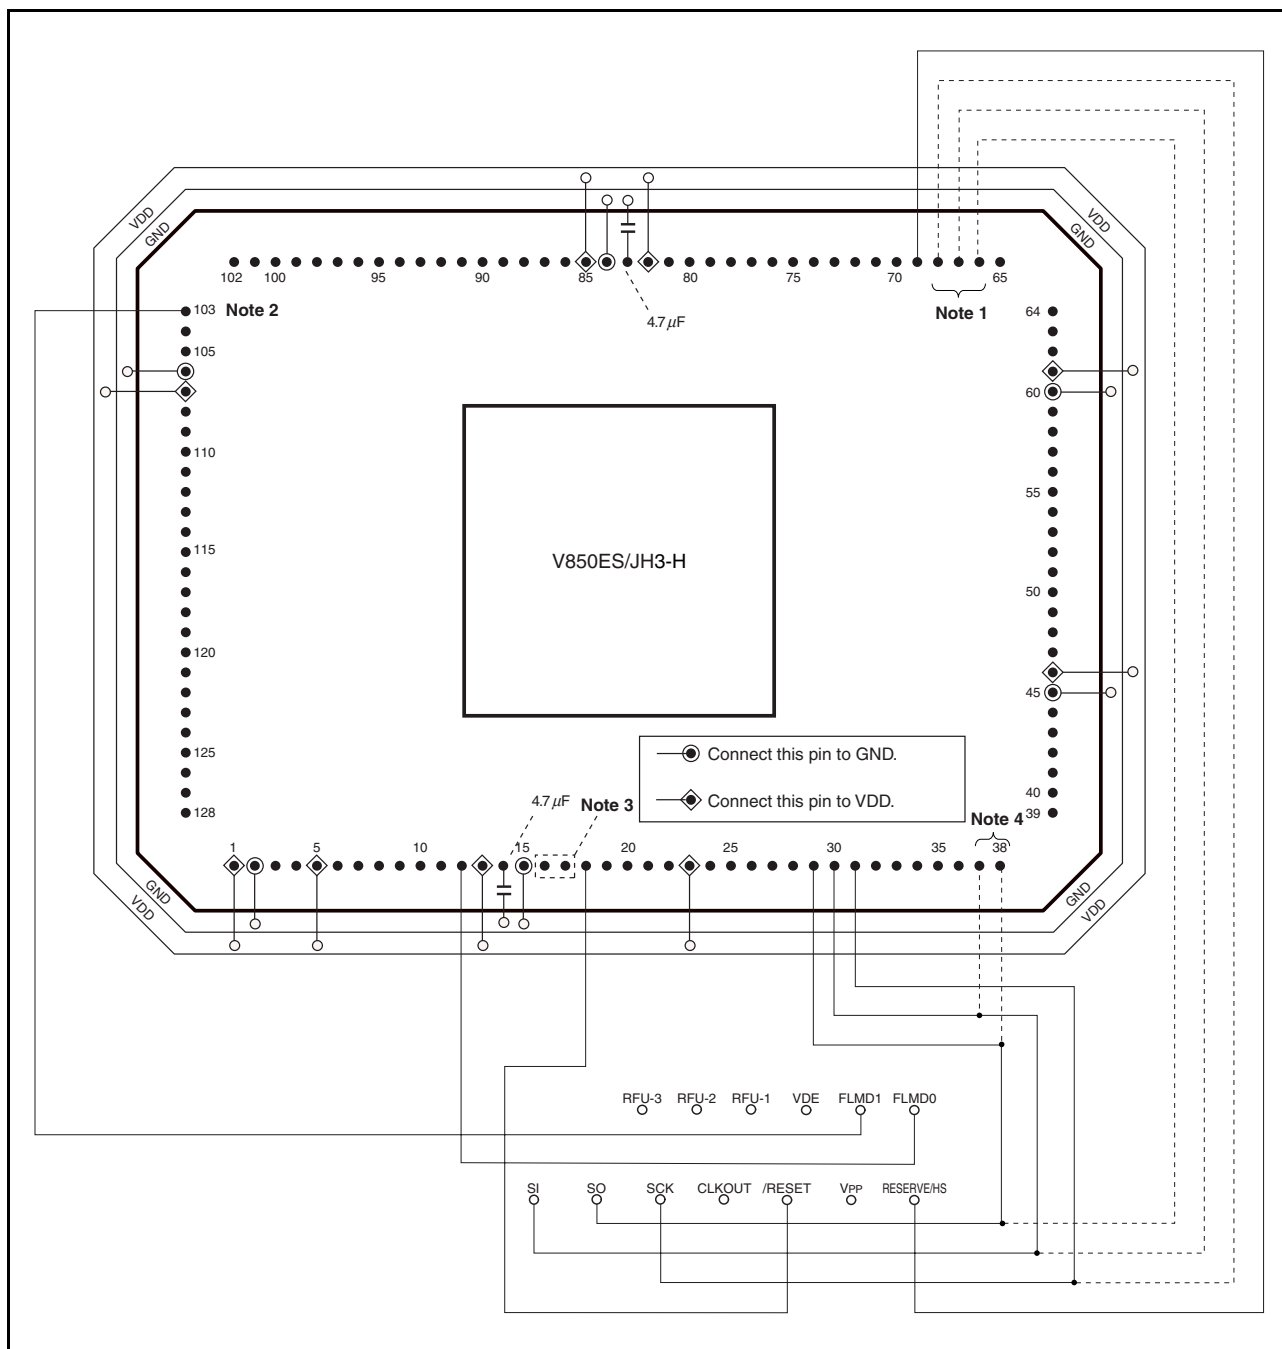 VDD
GND
VDD
GND
102 100 95 90 85 80 75 70 65
4.7 μF
Note 1
103 Note 2
105
110
115
120
125
128
64
60
55
50
45
40
39
V850ES/JH3-H
Connect this pin to GND.
Connect this pin to VDD.
4.7 μF Note 3
Note 4
1 5 10 15 20 25 30 35 38
GND
VDD
GND
VDD
RFU-3 RFU-2 RFU-1 VDE FLMD1 FLMD0
SI SO SCK CLKOUT /RESET VPP RESERVE/HS